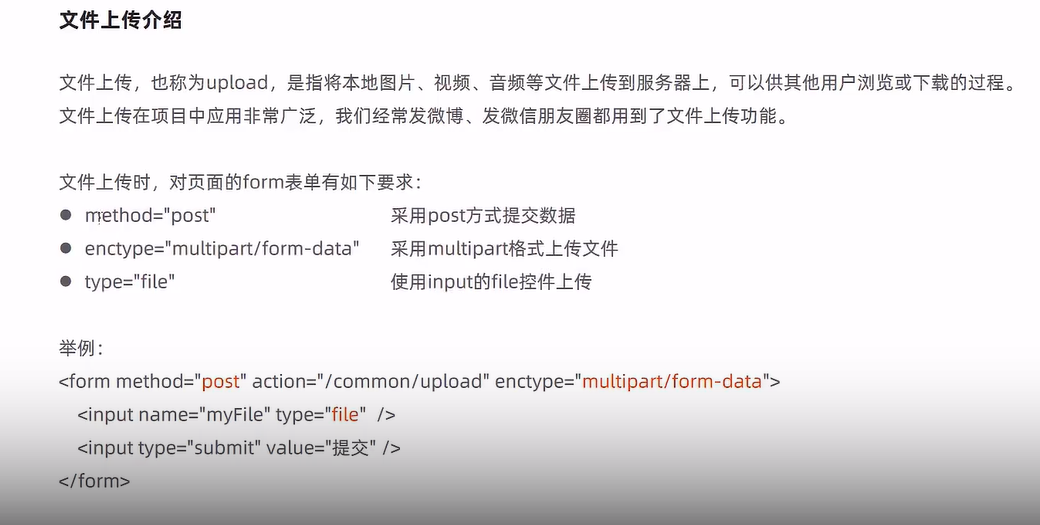 文件上传介绍
文件上传，也称为upload，是指将本地图片、视频、音频等文件上传到服务器上，可以供其他用户浏览或下载的过程。
文件上传在项目中应用非常广泛，我们经常发微博、发微信朋友圈都用到了文件上传功能。
文件上传时，对页面的form表单有如下要求：
● method="post" 采用post方式提交数据
● enctype="multipart/form-data" 采用multipart格式上传文件
● type="file" 使用input的file控件上传
举例：
<form method="post" action="/common/upload" enctype="multipart/form-data">
<input name="myFile" type="file" />
<input type="submit" value="提交" />
</form>